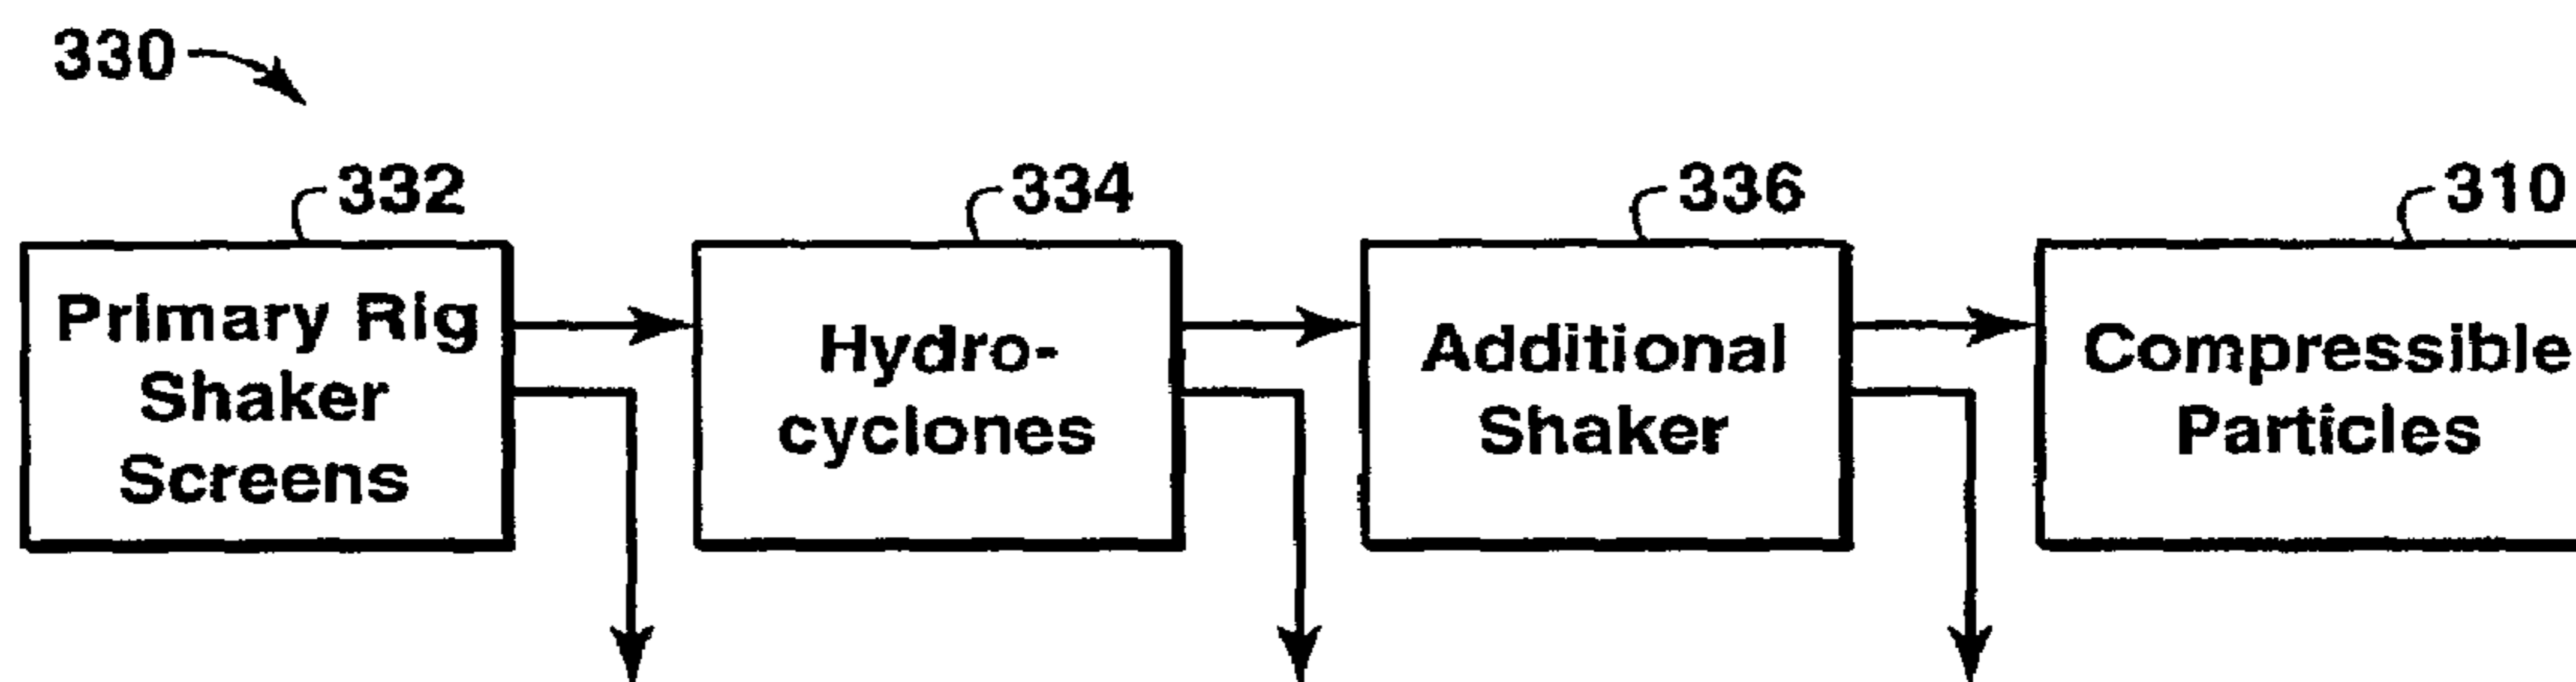 330
332
334
336
310
Primary Rig
Shaker
Screens
Hydro-
cyclones
Additional
Shaker
Compressible
Particles